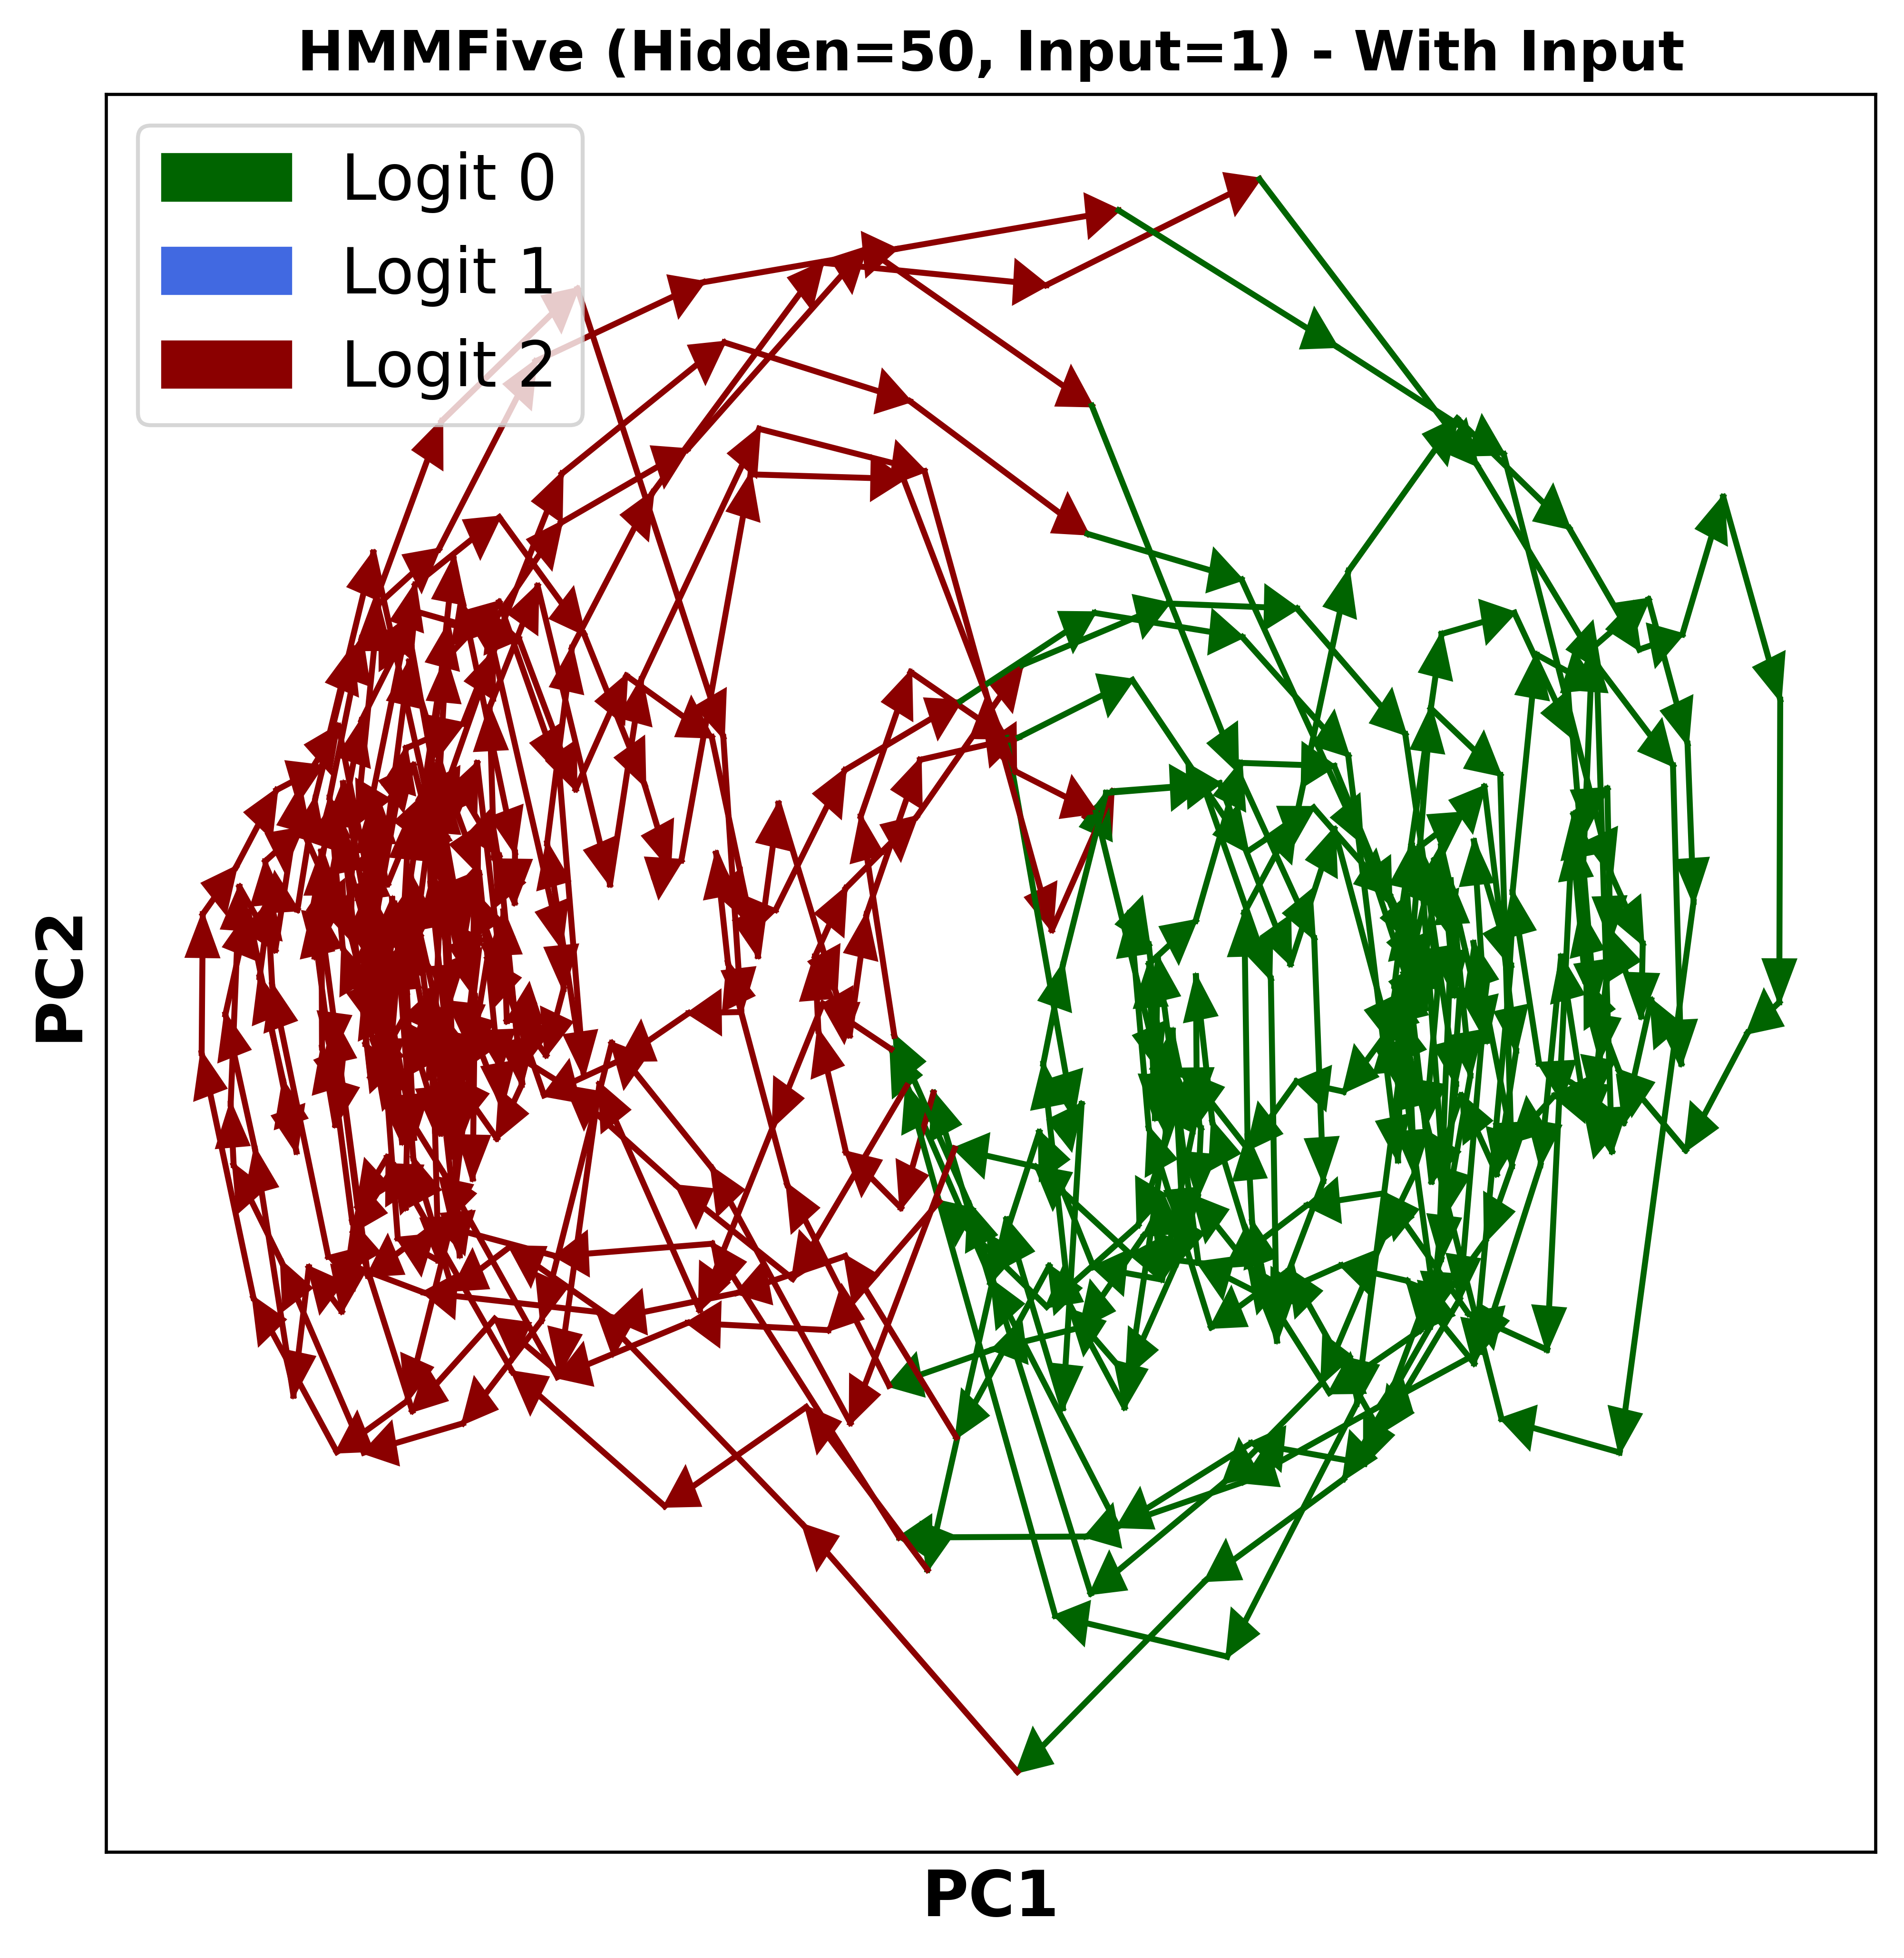 HMMFive (Hidden=50, Input=1) - With Input
Logit 0
Logit 1
Logit 2
PC2
PC1